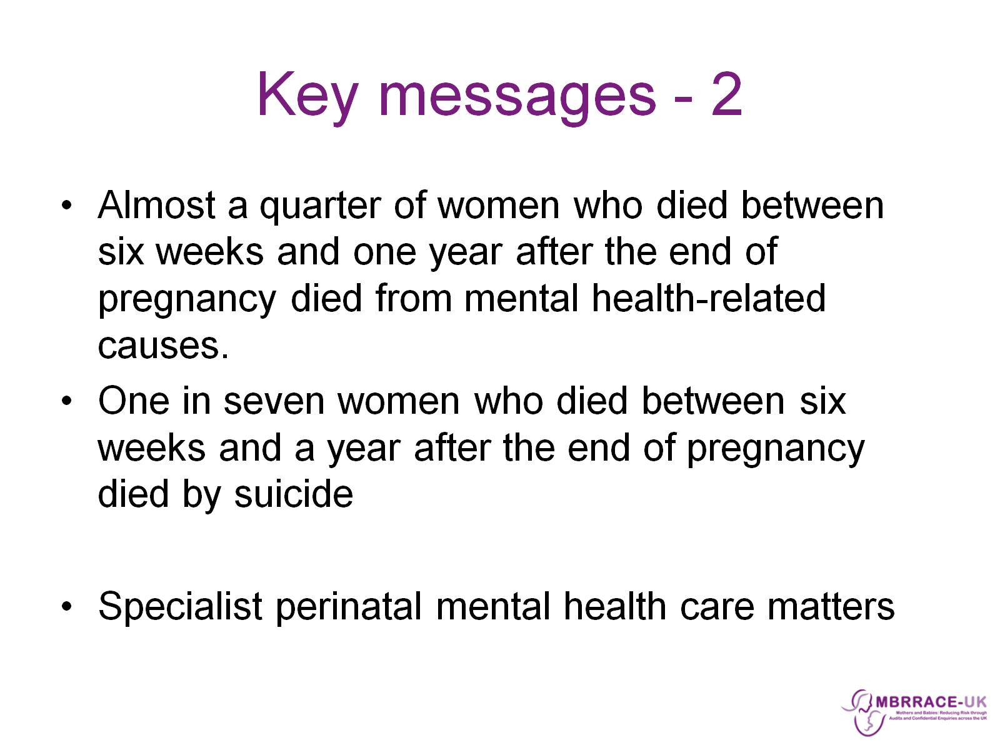 Key messages - 2
• Almost a quarter of women who died between
six weeks and one year after the end of
pregnancy died from mental health-related
causes.
• One in seven women who died between six
weeks and a year after the end of pregnancy
died by suicide
• Specialist perinatal mental health care matters
MBRRACE-UK
Mothers and Babies: Reducing Risk through
Audits and Confidential Enquiries across the UK